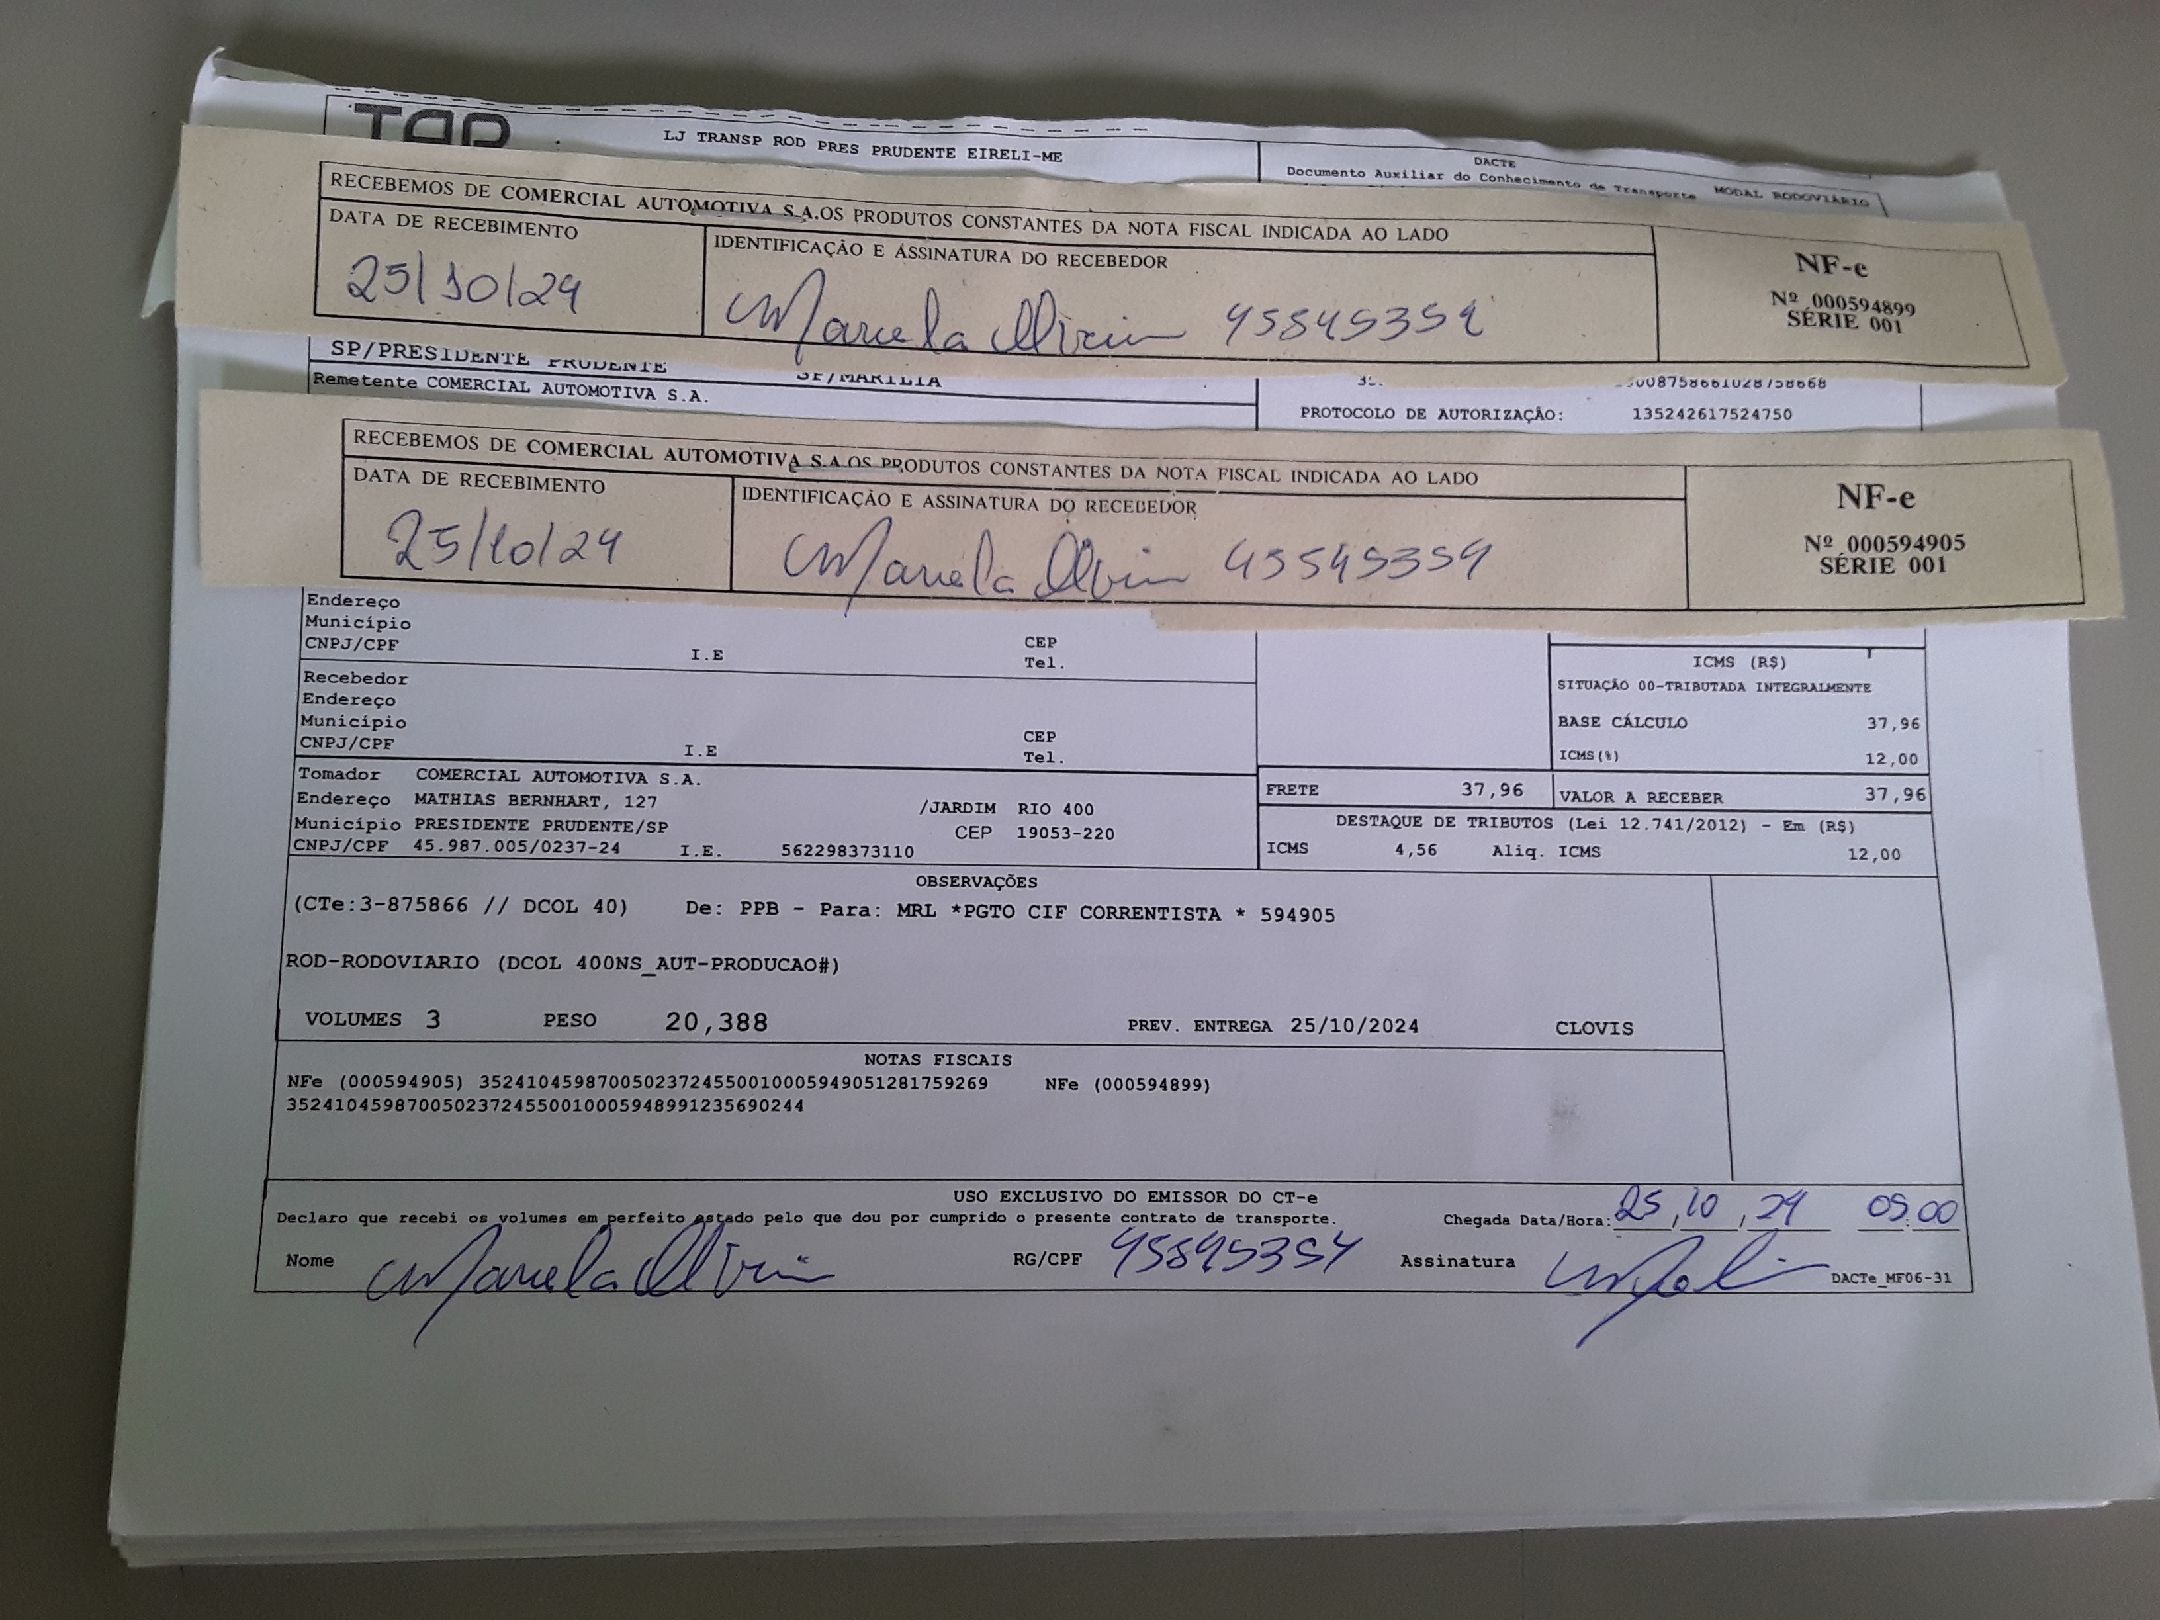 LJ TRANSP ROD PRES PRUDENTE EIRELI-ME
DACTE
Documento Auxiliar do Conhecimento de Transporte MODAL RODOVIÁRIO
RECEBEMOS DE COMERCIAL AUTOMOTIVA S.A.OS PRODUTOS CONSTANTES DA NOTA FISCAL INDICADA AO LADO
DATA DE RECEBIMENTO
25/10/24
IDENTIFICAÇÃO E ASSINATURA DO RECEBEDOR
Marcela Oliveira
NF-e
Nº 000594899
SÉRIE 001
SP/PRESIDENTE PRUDENTE SP/MARILIA
Remetente COMERCIAL AUTOMOTIVA S.A.
PROTOCOLO DE AUTORIZAÇÃO: 135242617524750
RECEBEMOS DE COMERCIAL AUTOMOTIVA S.A.OS PRODUTOS CONSTANTES DA NOTA FISCAL INDICADA AO LADO
DATA DE RECEBIMENTO
25/10/24
IDENTIFICAÇÃO E ASSINATURA DO RECEBEDOR
Marcela Oliveira
NF-e
Nº 000594905
SÉRIE 001
Endereço
Município CEP
CNPJ/CPF I.E Tel.
Recebedor
Endereço
Município CEP
CNPJ/CPF I.E Tel.
ICMS (R$)
SITUAÇÃO 00-TRIBUTADA INTEGRALMENTE
BASE CÁLCULO 37,96
ICMS(%) 12,00
Tomador COMERCIAL AUTOMOTIVA S.A.
Endereço MATHIAS BERNHART, 127 /JARDIM RIO 400
Município PRESIDENTE PRUDENTE/SP CEP 19053-220
CNPJ/CPF 45.987.005/0237-24 I.E. 562298373110
FRETE 37,96 VALOR A RECEBER 37,96
DESTAQUE DE TRIBUTOS (Lei 12.741/2012) - Em (R$)
ICMS 4,56 Aliq. ICMS 12,00
OBSERVAÇÕES
(CTe:3-875866 // DCOL 40) De: PPB - Para: MRL *PGTO CIF CORRENTISTA * 594905
ROD-RODOVIARIO (DCOL 400NS_AUT-PRODUCAO#)
VOLUMES 3 PESO 20,388 PREV. ENTREGA 25/10/2024 CLOVIS
NOTAS FISCAIS
NFe (000594905) 35241045987005023724550010005949051281759269 NFe (000594899)
35241045987005023724550010005948991235690244
USO EXCLUSIVO DO EMISSOR DO CT-e
Declaro que recebi os volumes em perfeito estado pelo que dou por cumprido o presente contrato de transporte. Chegada Data/Hora: 25/10/24 05:00
Nome Marcela Oliveira RG/CPF 45845354 Assinatura
DACTe_MF06-31